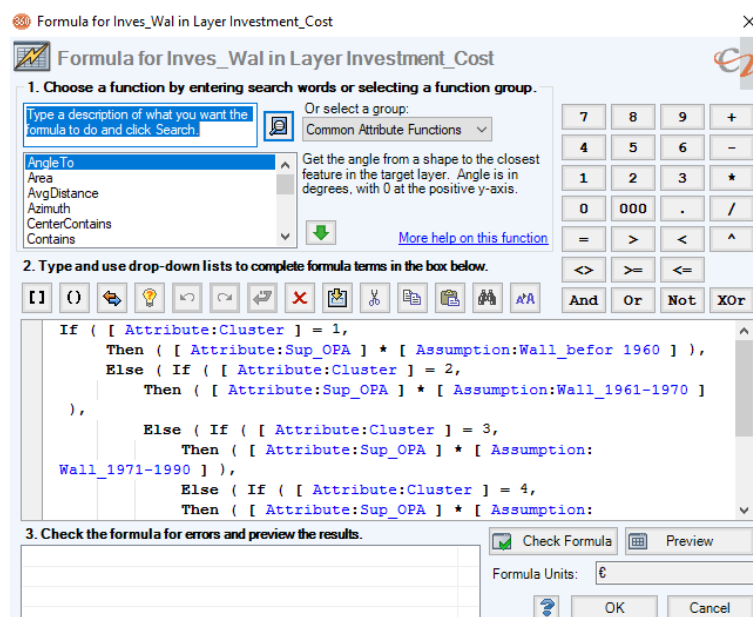 Formula for Inves_Wal in Layer Investment_Cost
Formula for Inves_Wal in Layer Investment_Cost
1. Choose a function by entering search words or selecting a function group.
Type a description of what you want the
formula to do and click Search.
Or select a group:
Common Attribute Functions
AngleTo
Area
AvgDistance
Azimuth
CenterContains
Contains
Get the angle from a shape to the closest
feature in the target layer. Angle is in
degrees, with 0 at the positive y-axis.
More help on this function
7 8 9 +
4 5 6 -
1 2 3 *
0 000 . /
= > < ^
<> >= <=
And Or Not XOr
2. Type and use drop-down lists to complete formula terms in the box below.
[] ()
If ( [ Attribute:Cluster ] = 1,
Then ( [ Attribute:Sup_OPA ] * [ Assumption:Wall_befor 1960 ] ),
Else ( If ( [ Attribute:Cluster ] = 2,
Then ( [ Attribute:Sup_OPA ] * [ Assumption:Wall_1961-1970 ]
),
Else ( If ( [ Attribute:Cluster ] = 3,
Then ( [ Attribute:Sup_OPA ] * [ Assumption:
Wall_1971-1990 ] ),
Else ( If ( [ Attribute:Cluster ] = 4,
Then ( [ Attribute:Sup_OPA ] * [ Assumption:
3. Check the formula for errors and preview the results.
Check Formula
Preview
Formula Units: €
?
OK
Cancel